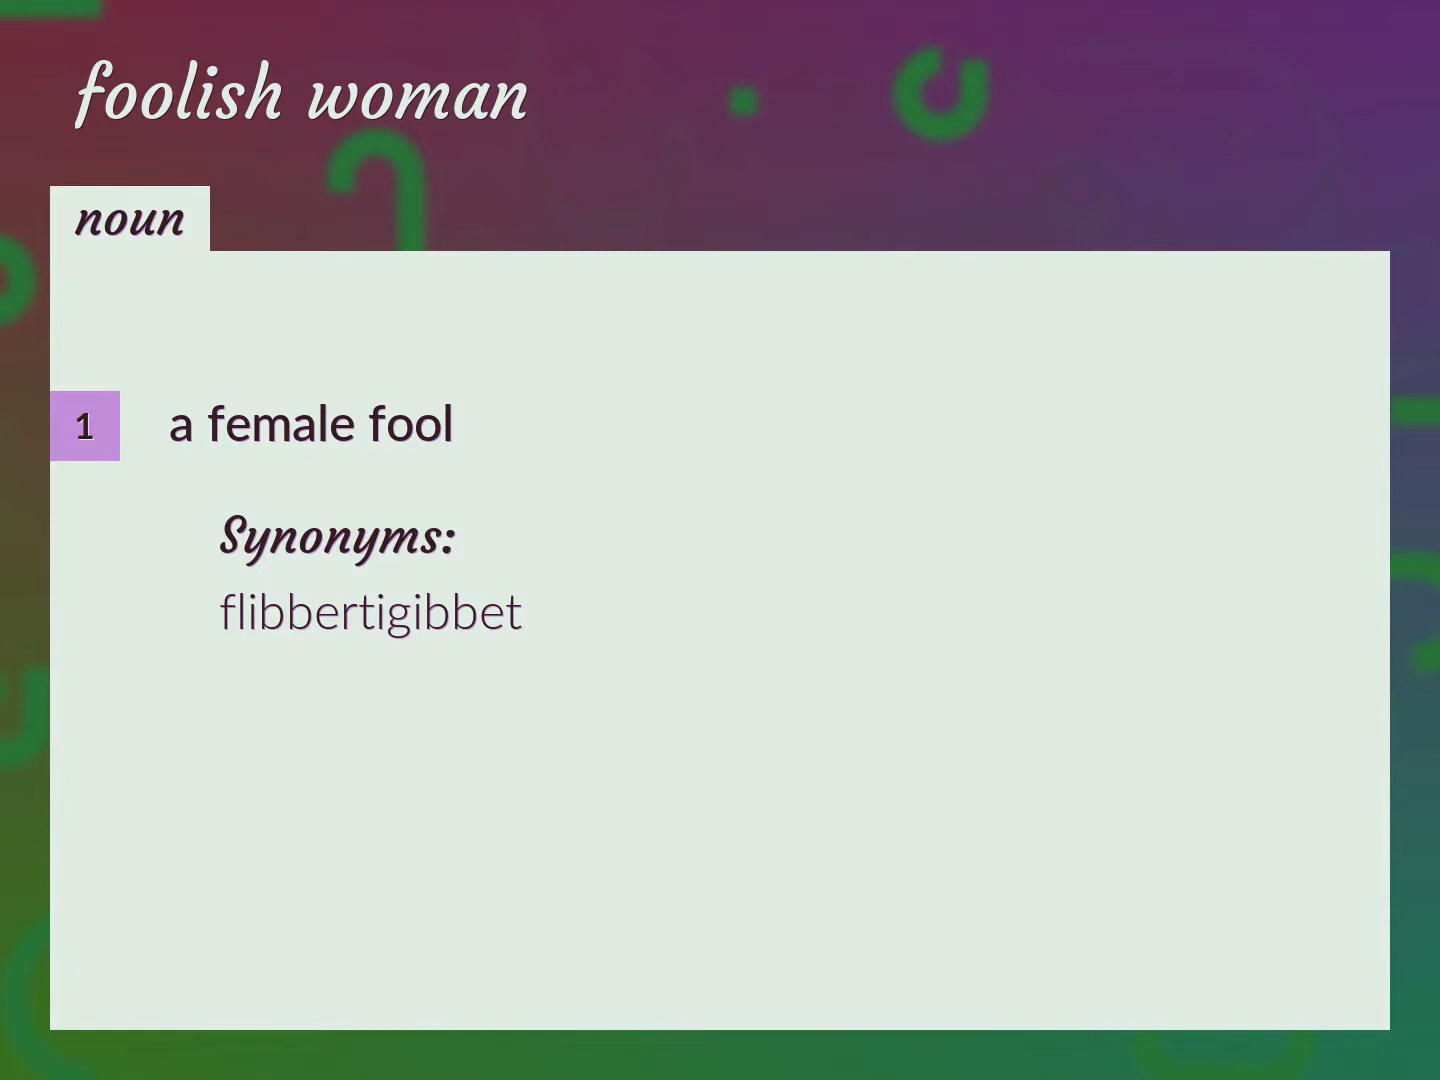 foolish woman
noun
1 a female fool
Synonyms:
flibbertigibbet